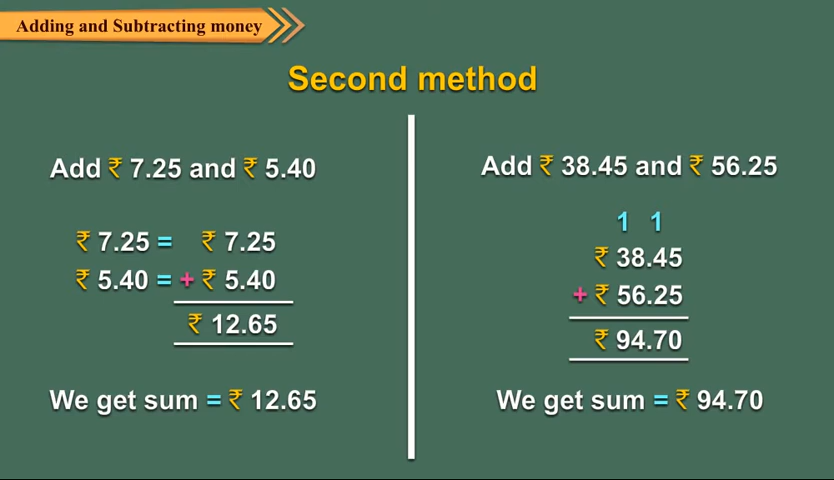 Adding and Subtracting money
Second method
Add ₹ 7.25 and ₹ 5.40
₹ 7.25 = ₹ 7.25
₹ 5.40 = + ₹ 5.40
₹ 12.65
We get sum = ₹ 12.65
Add ₹ 38.45 and ₹ 56.25
1 1
₹ 38.45
+ ₹ 56.25
₹ 94.70
We get sum = ₹ 94.70